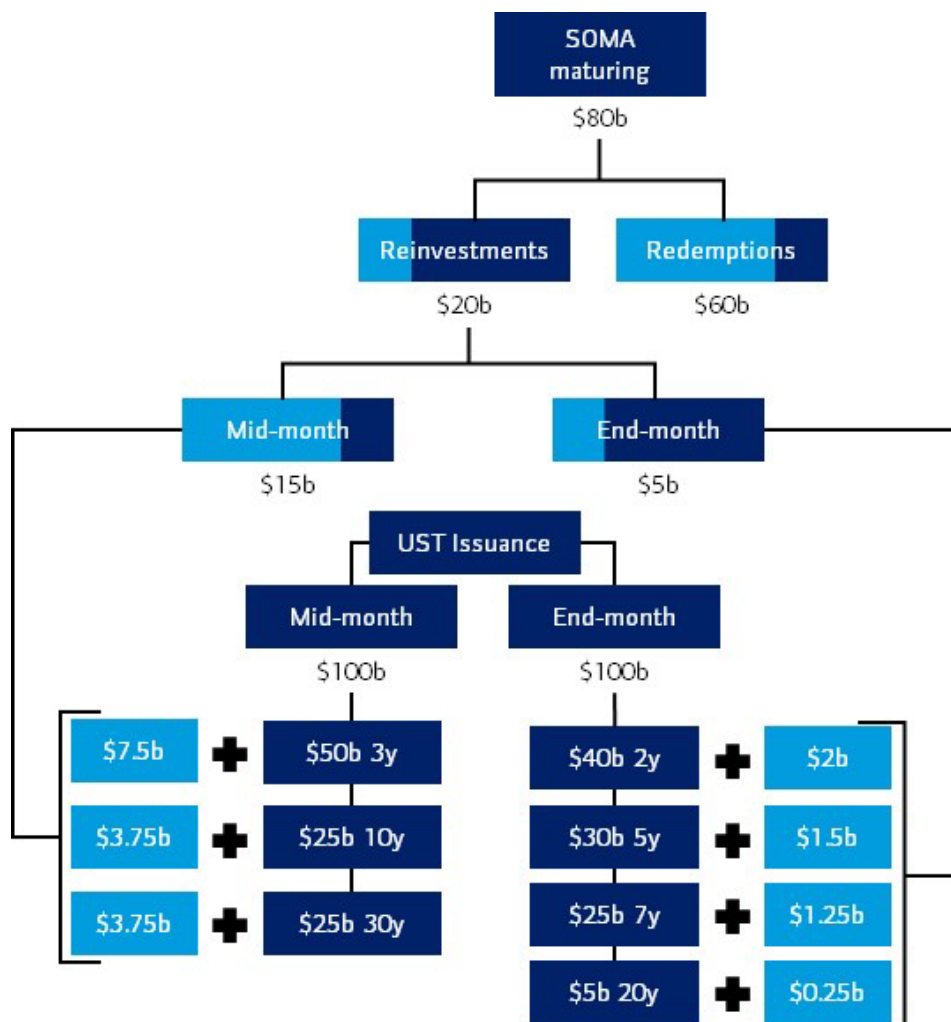 SOMA
maturing
$80b
Reinvestments
Redemptions
$20b
$60b
Mid-month
End-month
$15b
$5b
UST Issuance
Mid-month
End-month
$100b
$100b
$7.5b
$50b 3y
$40b 2y
$2b
$3.75b
$25b 10y
$30b 5y
$1.5b
$3.75b
$25b 30y
$25b 7y
$1.25b
$5b 20y
$0.25b